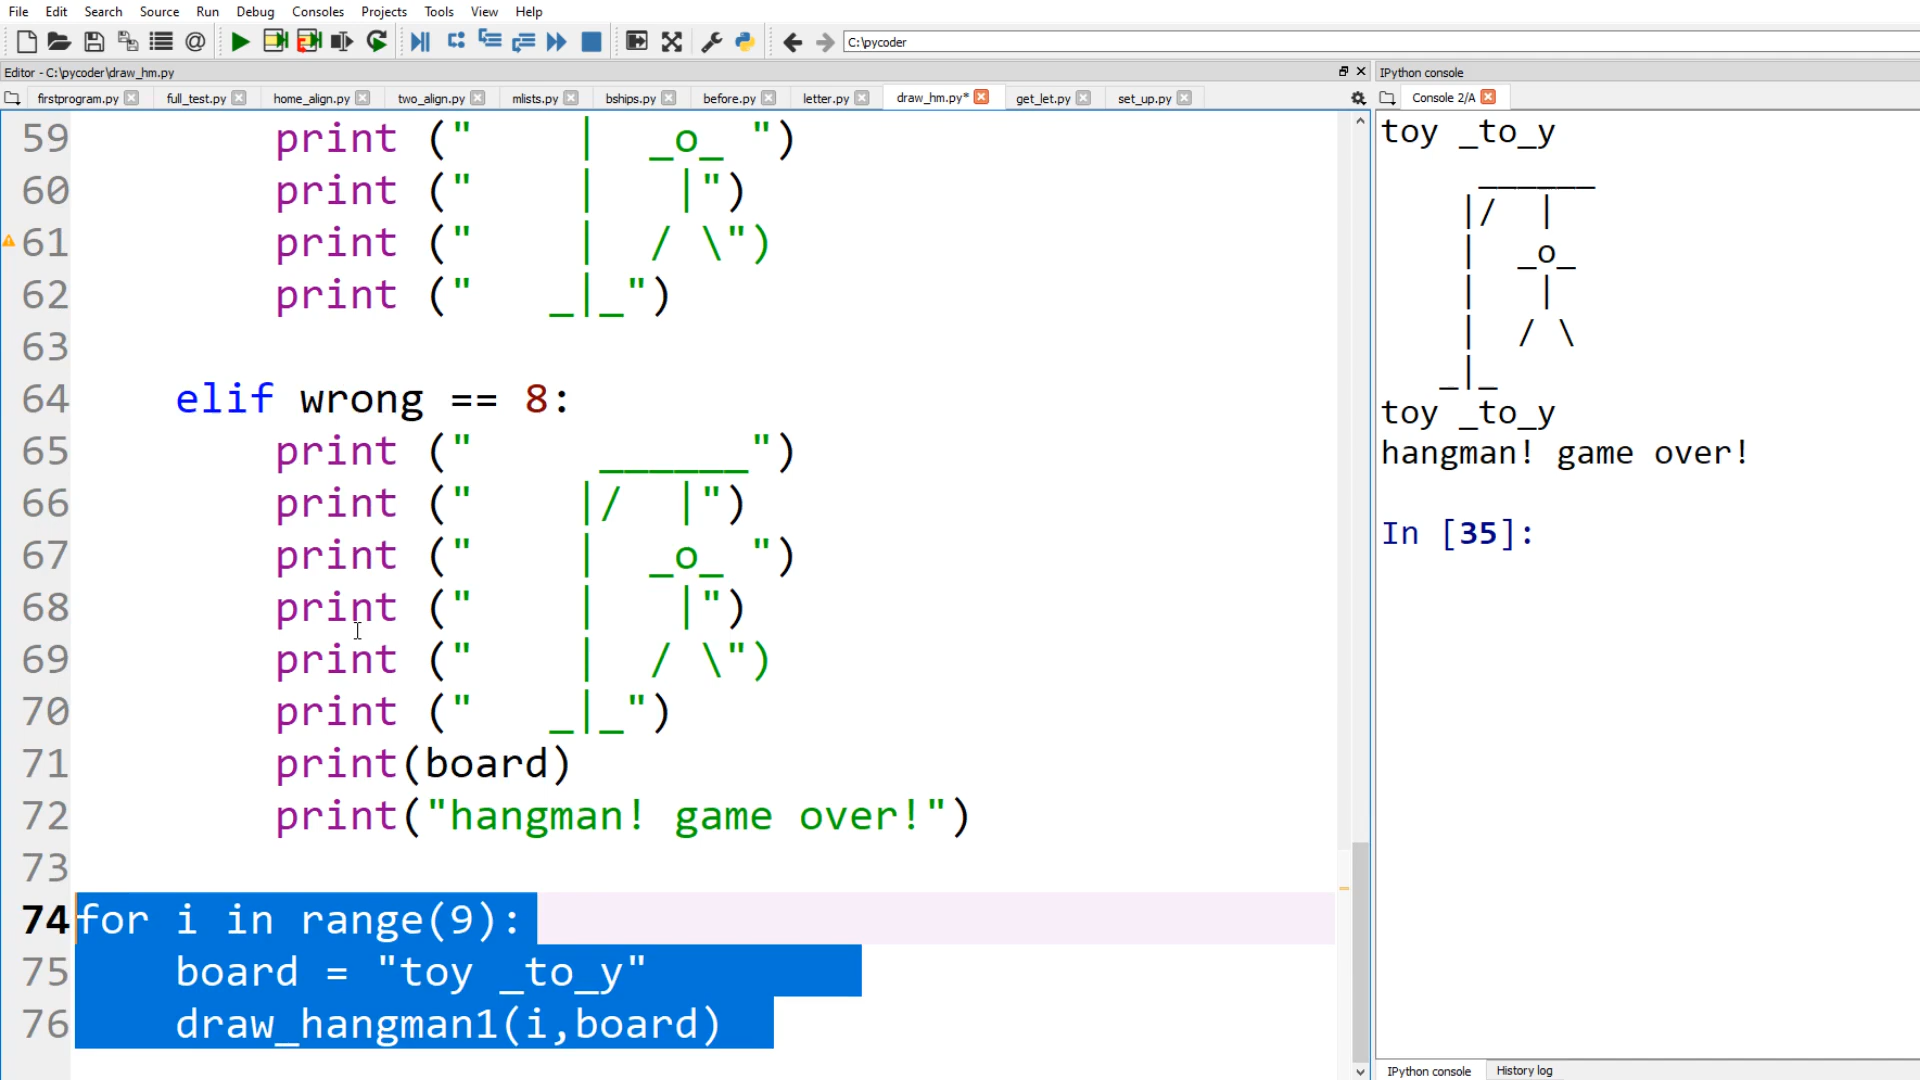 File Edit Search Source Run Debug Consoles Projects Tools View Help
C:\pycoder
Editor - C:\pycoder\draw_hm.py
IPython console
firstprogram.py full_test.py home_align.py two_align.py mlists.py bships.py before.py letter.py draw_hm.py* get_let.py set_up.py
Console 2/A
59         print ("    |  _o_ ")
60         print ("    |   |")
61         print ("    |  / \")
62         print ("   _|_")
63
64     elif wrong == 8:
65         print ("     ______")
66         print ("    |/  |")
67         print ("    |  _o_ ")
68         print ("    |   |")
69         print ("    |  / \")
70         print ("   _|_")
71         print(board)
72         print("hangman! game over!")
73
74 for i in range(9):
75     board = "toy _to_y"
76     draw_hangman1(i,board)
toy _to_y
     ______
    |/  |
    |  _o_
    |   |
    |  / \
   _|_
toy _to_y
hangman! game over!
In [35]:
IPython console History log